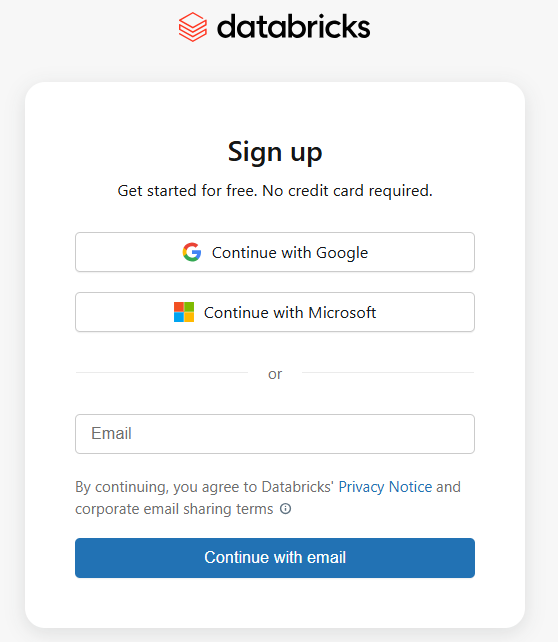 databricks
Sign up
Get started for free. No credit card required.
Continue with Google
Continue with Microsoft
or
Email
By continuing, you agree to Databricks' Privacy Notice and
corporate email sharing terms
Continue with email